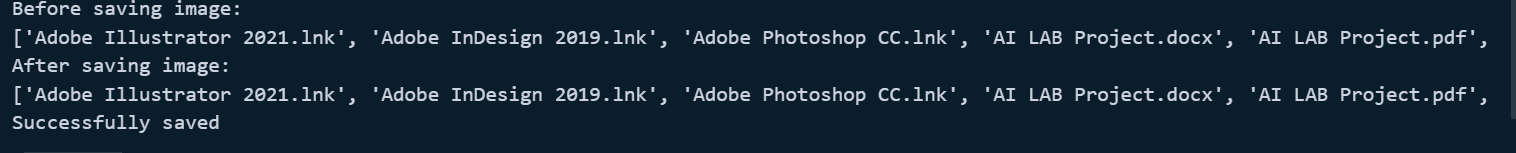 Before saving image:
['Adobe Illustrator 2021.lnk', 'Adobe InDesign 2019.lnk', 'Adobe Photoshop CC.lnk', 'AI LAB Project.docx', 'AI LAB Project.pdf',
After saving image:
['Adobe Illustrator 2021.lnk', 'Adobe InDesign 2019.lnk', 'Adobe Photoshop CC.lnk', 'AI LAB Project.docx', 'AI LAB Project.pdf',
Successfully saved